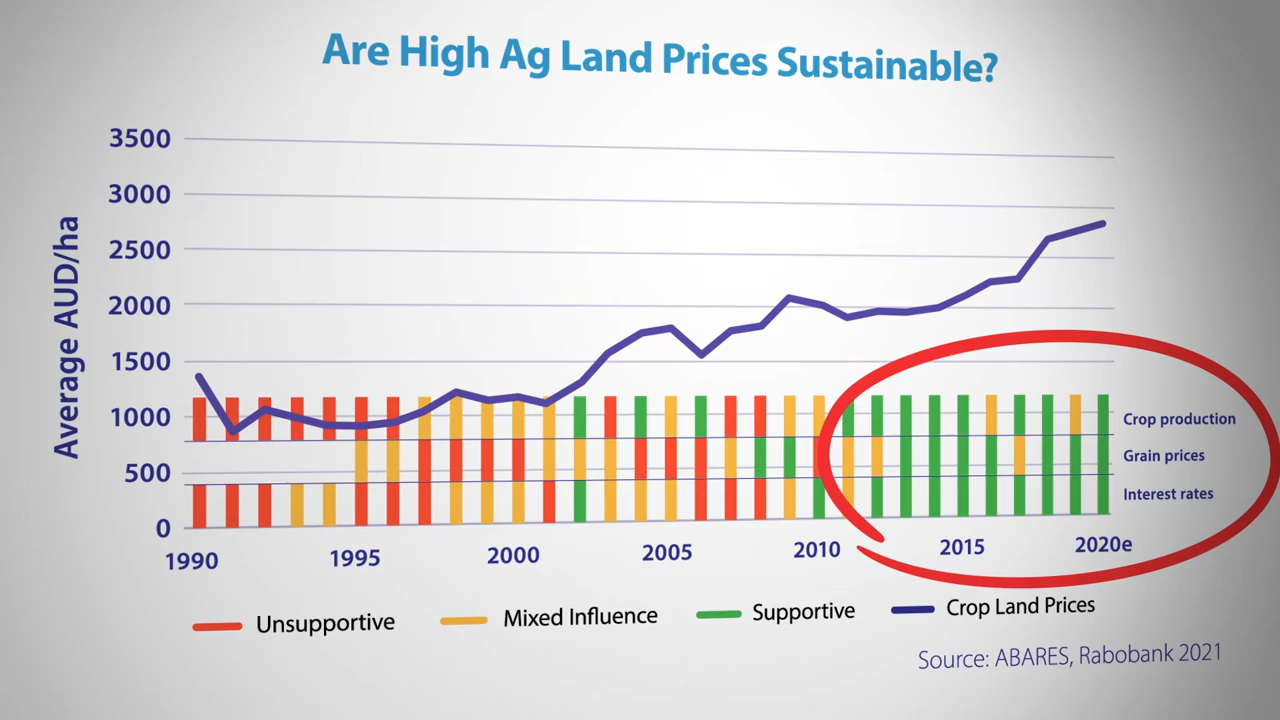 Are High Ag Land Prices Sustainable?
Average AUD/ha
3500
3000
2500
2000
1500
1000
500
0
Crop production
Grain prices
Interest rates
1990 1995 2000 2005 2010 2015 2020e
Unsupportive Mixed Influence Supportive Crop Land Prices
Source: ABARES, Rabobank 2021